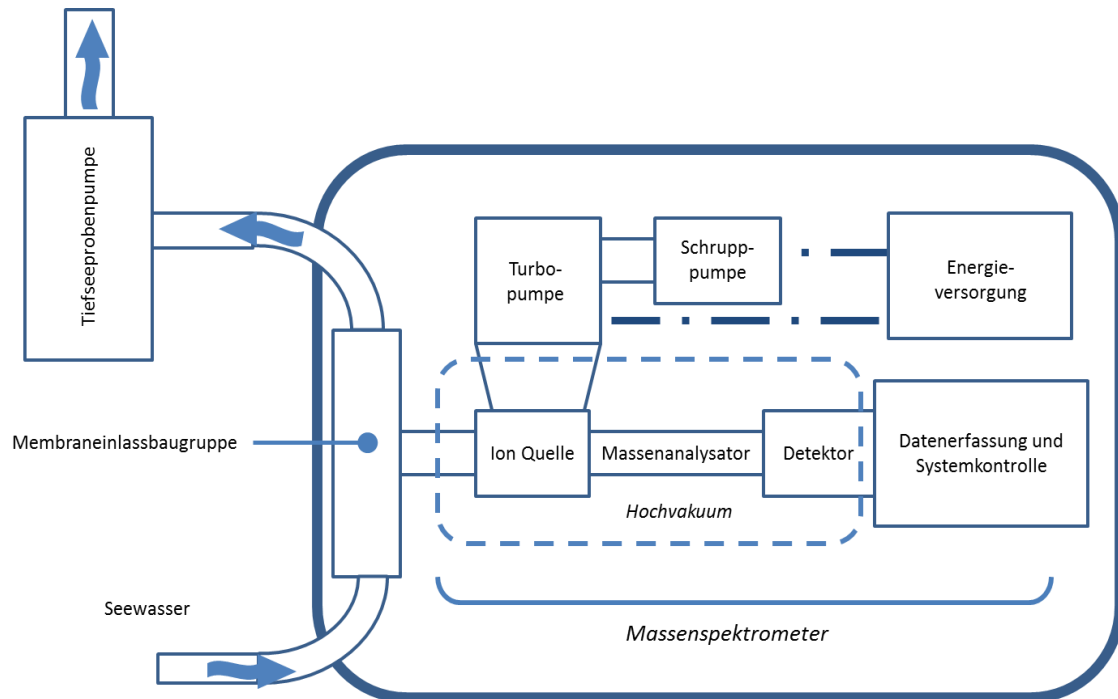 Tiefseeprobenpumpe
Turbo-
pumpe
Schrupp-
pumpe
Energie-
versorgung
Membraneinlassbaugruppe
Ion Quelle
Massenanalysator
Detektor
Datenerfassung und
Systemkontrolle
Hochvakuum
Seewasser
Massenspektrometer